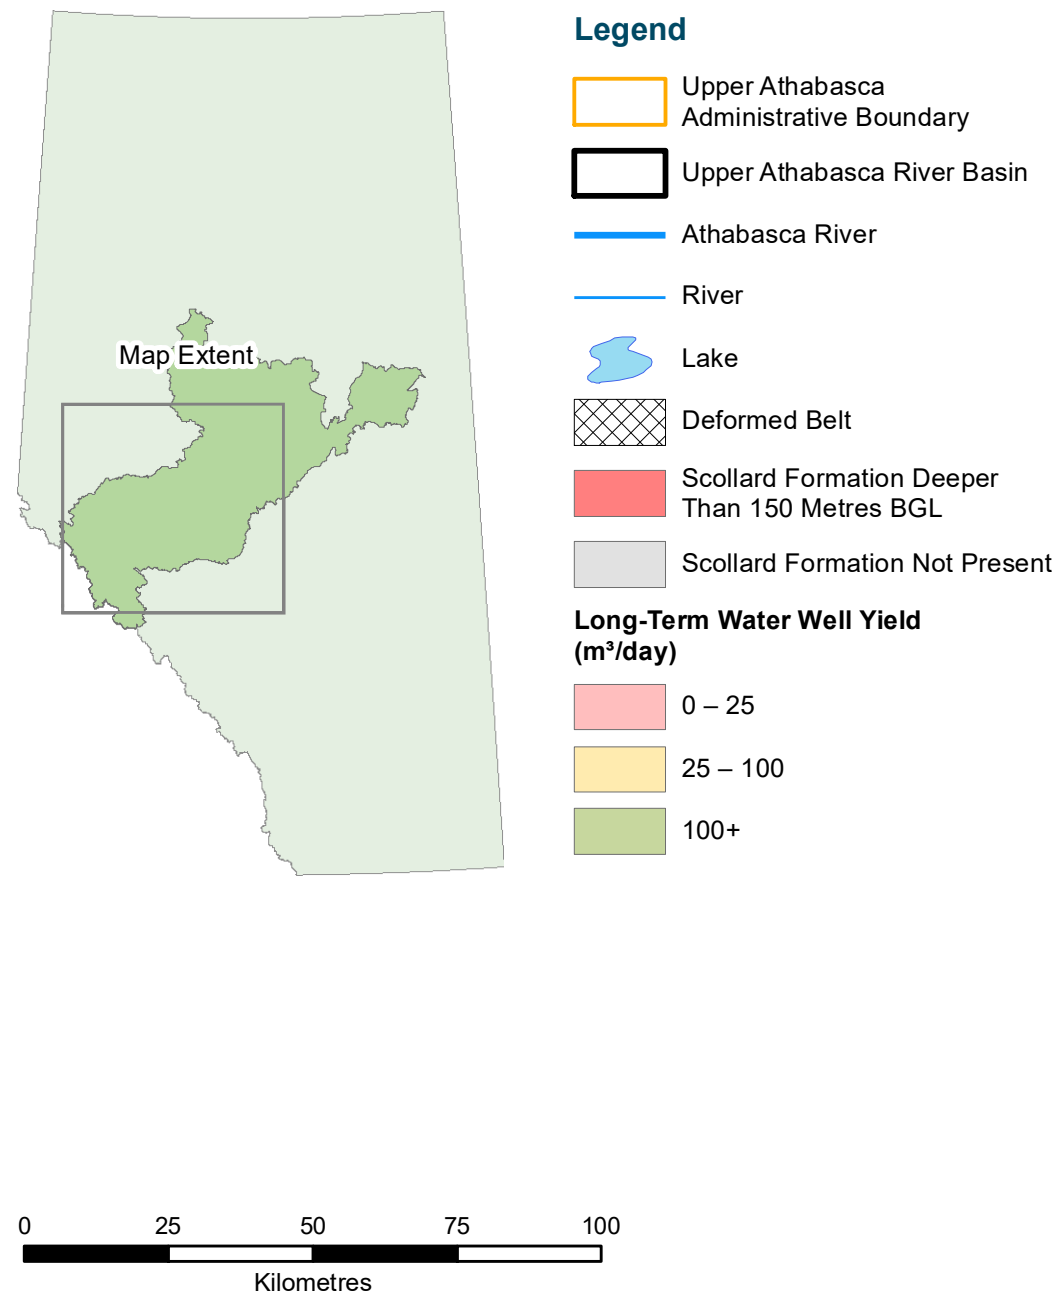 Legend
Upper Athabasca
Administrative Boundary
Upper Athabasca River Basin
Athabasca River
River
Lake
Deformed Belt
Scollard Formation Deeper
Than 150 Metres BGL
Scollard Formation Not Present
Long-Term Water Well Yield
(m³/day)
0 – 25
25 – 100
100+
Map Extent
0 25 50 75 100
Kilometres